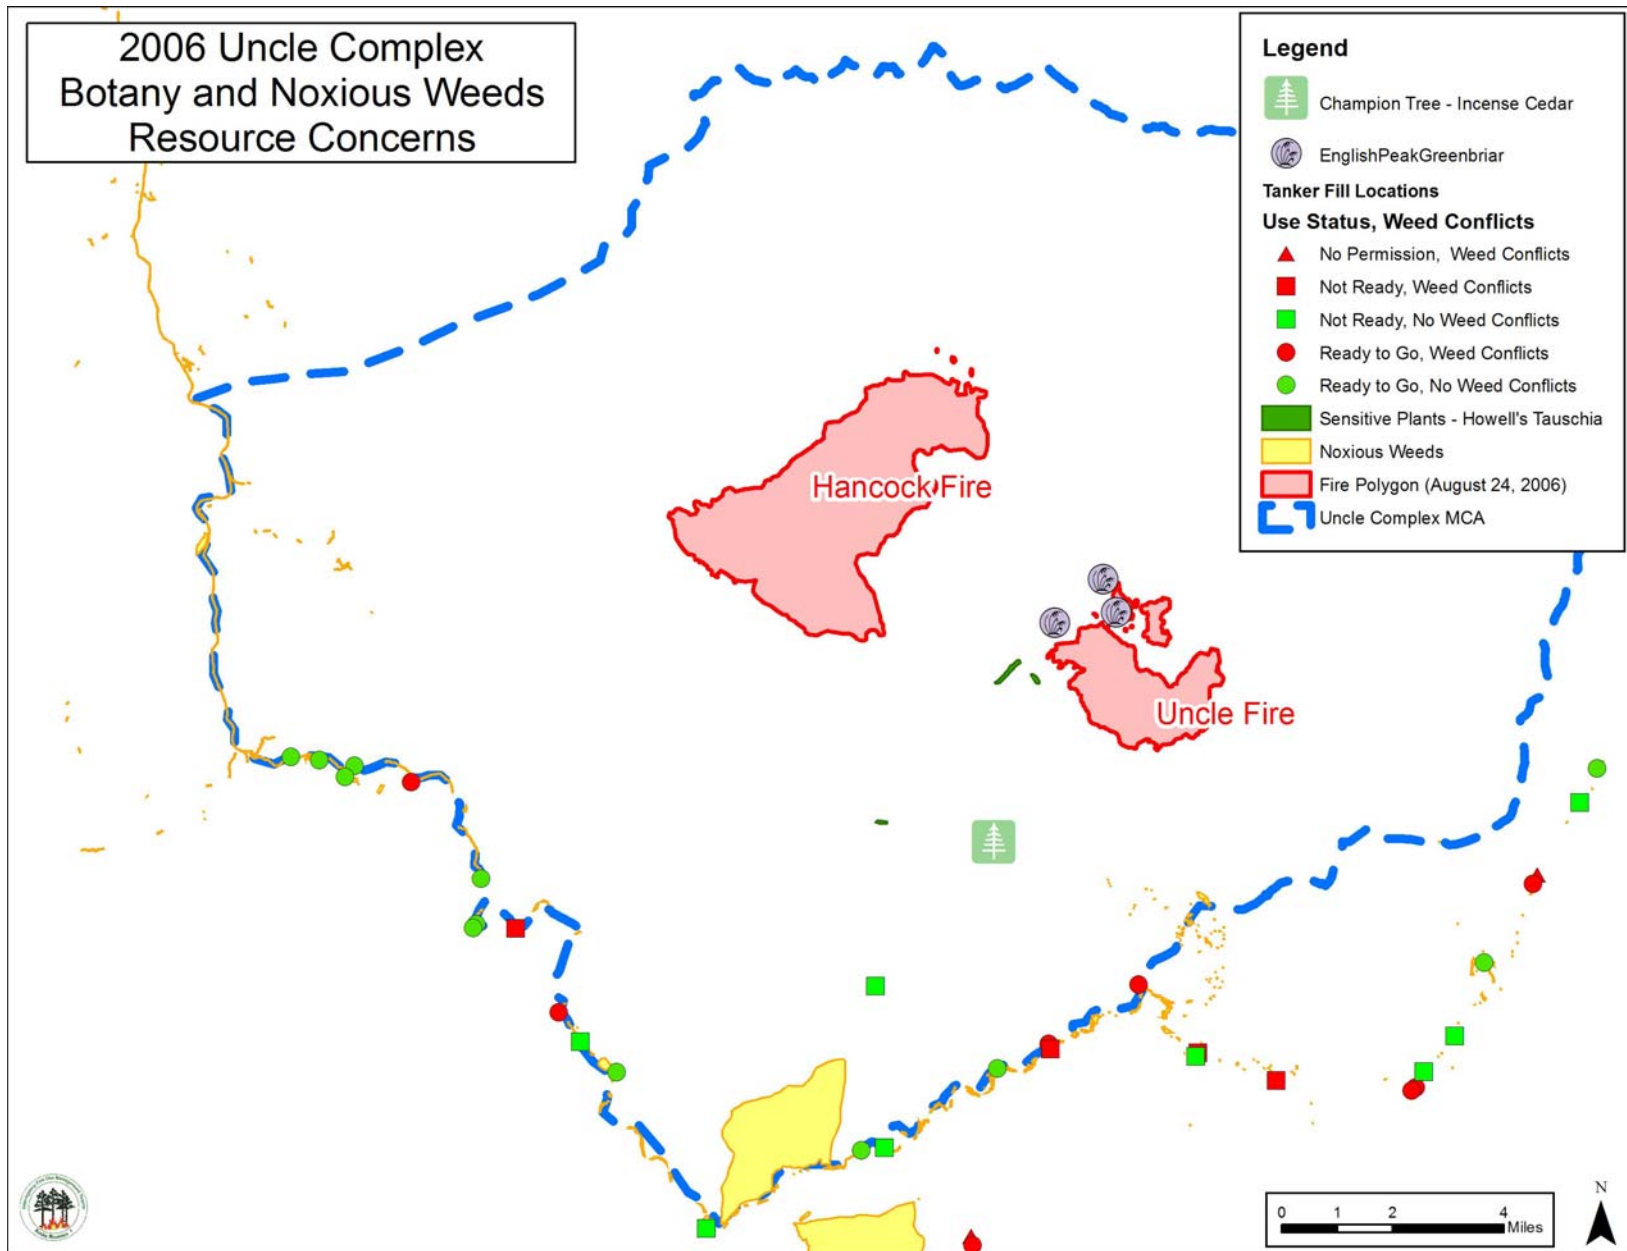 2006 Uncle Complex
Botany and Noxious Weeds
Resource Concerns
Legend
Champion Tree - Incense Cedar
EnglishPeakGreenbriar
Tanker Fill Locations
Use Status, Weed Conflicts
No Permission, Weed Conflicts
Not Ready, Weed Conflicts
Not Ready, No Weed Conflicts
Ready to Go, Weed Conflicts
Ready to Go, No Weed Conflicts
Sensitive Plants - Howell's Tauschia
Noxious Weeds
Fire Polygon (August 24, 2006)
Uncle Complex MCA
Hancock Fire
Uncle Fire
N
0 1 2 4
Miles